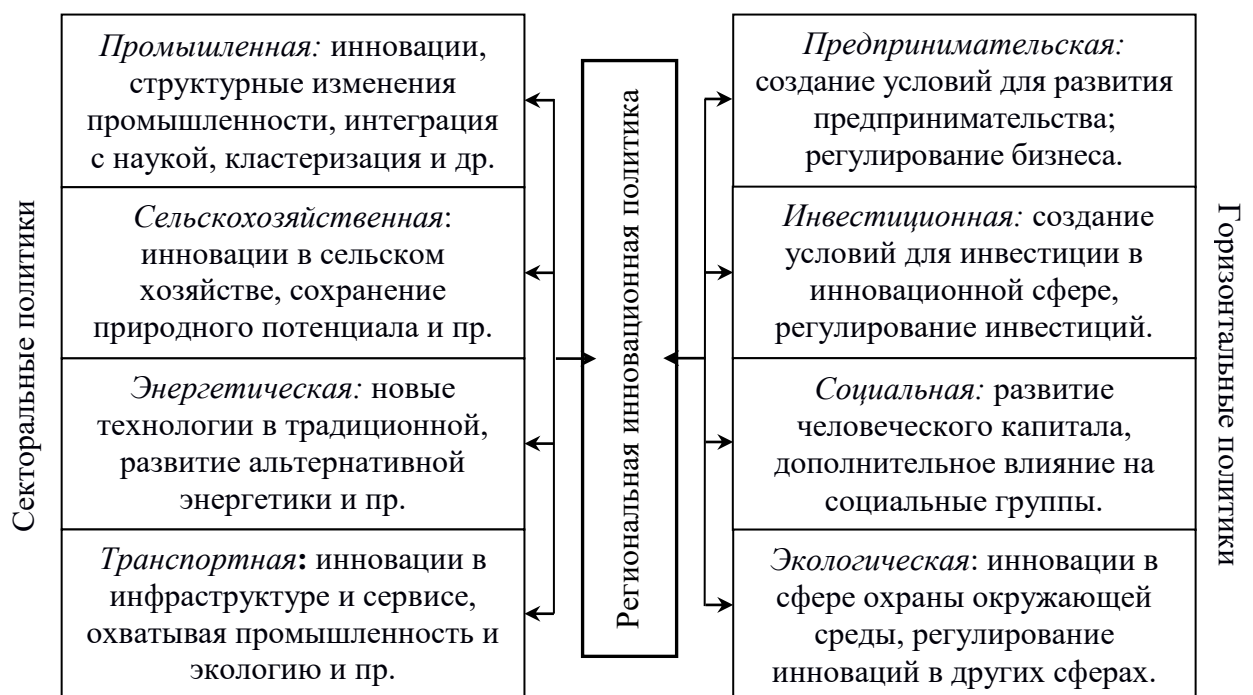 Секторальные политики
Промышленная: инновации,
структурные изменения
промышленности, интеграция
с наукой, кластеризация и др.
Сельскохозяйственная:
инновации в сельском
хозяйстве, сохранение
природного потенциала и пр.
Энергетическая: новые
технологии в традиционной,
развитие альтернативной
энергетики и пр.
Транспортная: инновации в
инфраструктуре и сервисе,
охватывая промышленность и
экологию и пр.
Региональная инновационная политика
Предпринимательская:
создание условий для развития
предпринимательства;
регулирование бизнеса.
Инвестиционная: создание
условий для инвестиции в
инновационной сфере,
регулирование инвестиций.
Социальная: развитие
человеческого капитала,
дополнительное влияние на
социальные группы.
Экологическая: инновации в
сфере охраны окружающей
среды, регулирование
инноваций в других сферах.
Горизонтальные политики